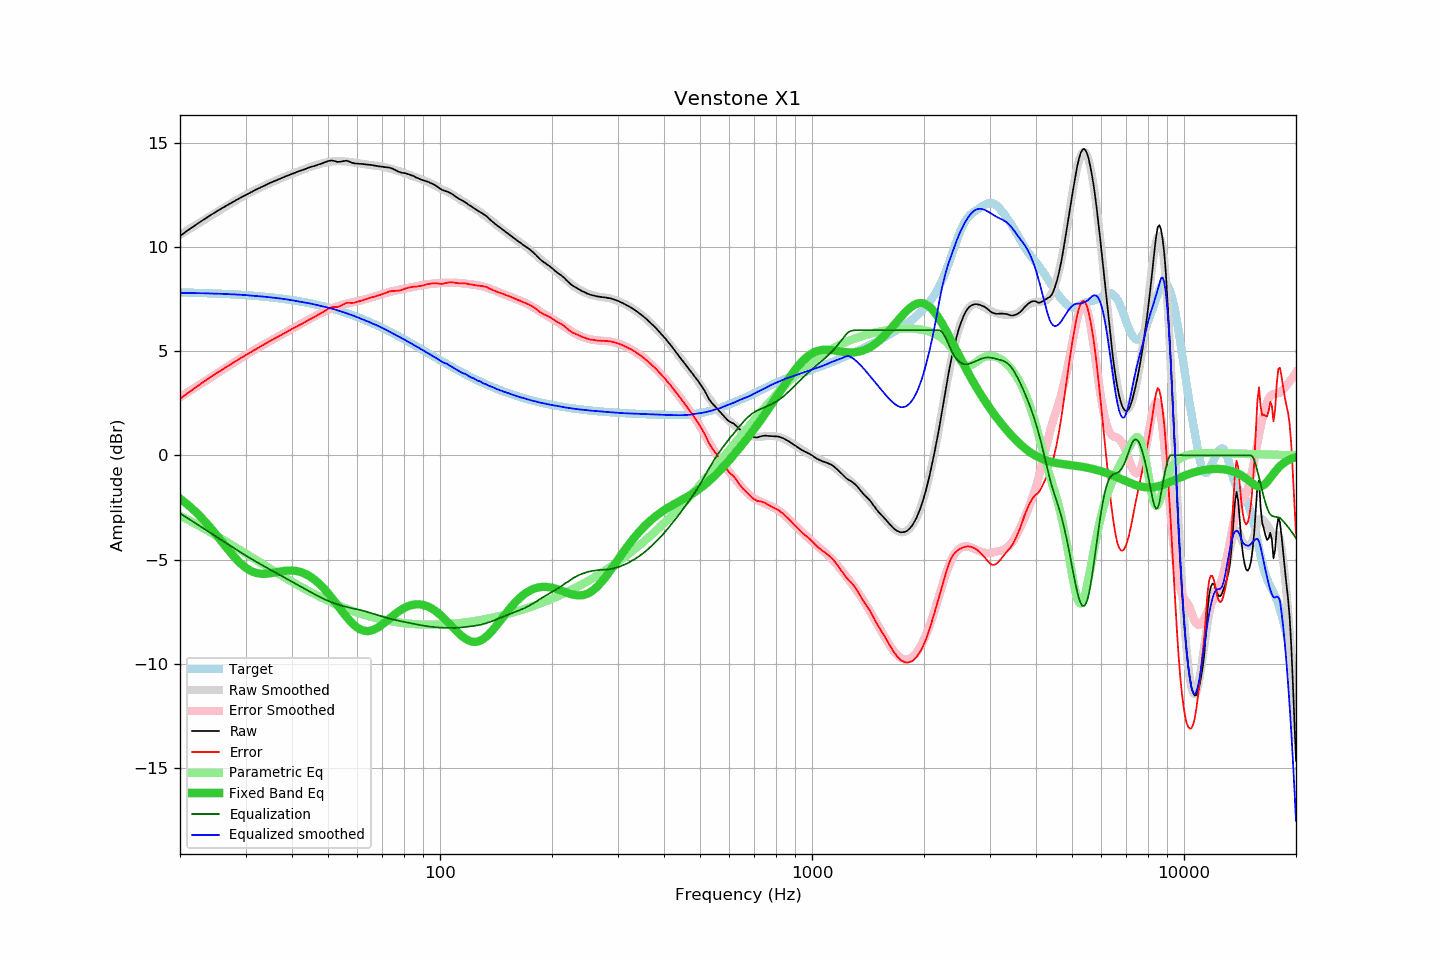 Venstone X1
Amplitude (dBr)
15
10
5
0
−5
−10
−15
Target
Raw Smoothed
Error Smoothed
Raw
Error
Parametric Eq
Fixed Band Eq
Equalization
Equalized smoothed
100
1000
10000
Frequency (Hz)